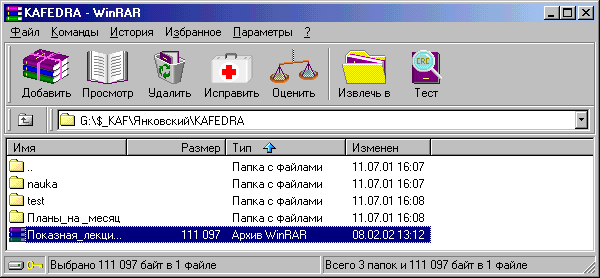 KAFEDRA - WinRAR
Файл Команды История Избранное Параметры ?
Добавить Просмотр Удалить Исправить Оценить Извлечь в Тест
CRC
G:\$_KAF\Янковский\KAFEDRA
Имя Размер Тип Изменен
.. Папка с файлами 11.07.01 16:07
nauka Папка с файлами 11.07.01 16:07
test Папка с файлами 11.07.01 16:08
Планы_на_месяц Папка с файлами 11.07.01 16:08
Показная_лекци... 111 097 Архив WinRAR 08.02.02 13:12
Выбрано 111 097 байт в 1 файле Всего 3 папок и 111 097 байт в 1 файле